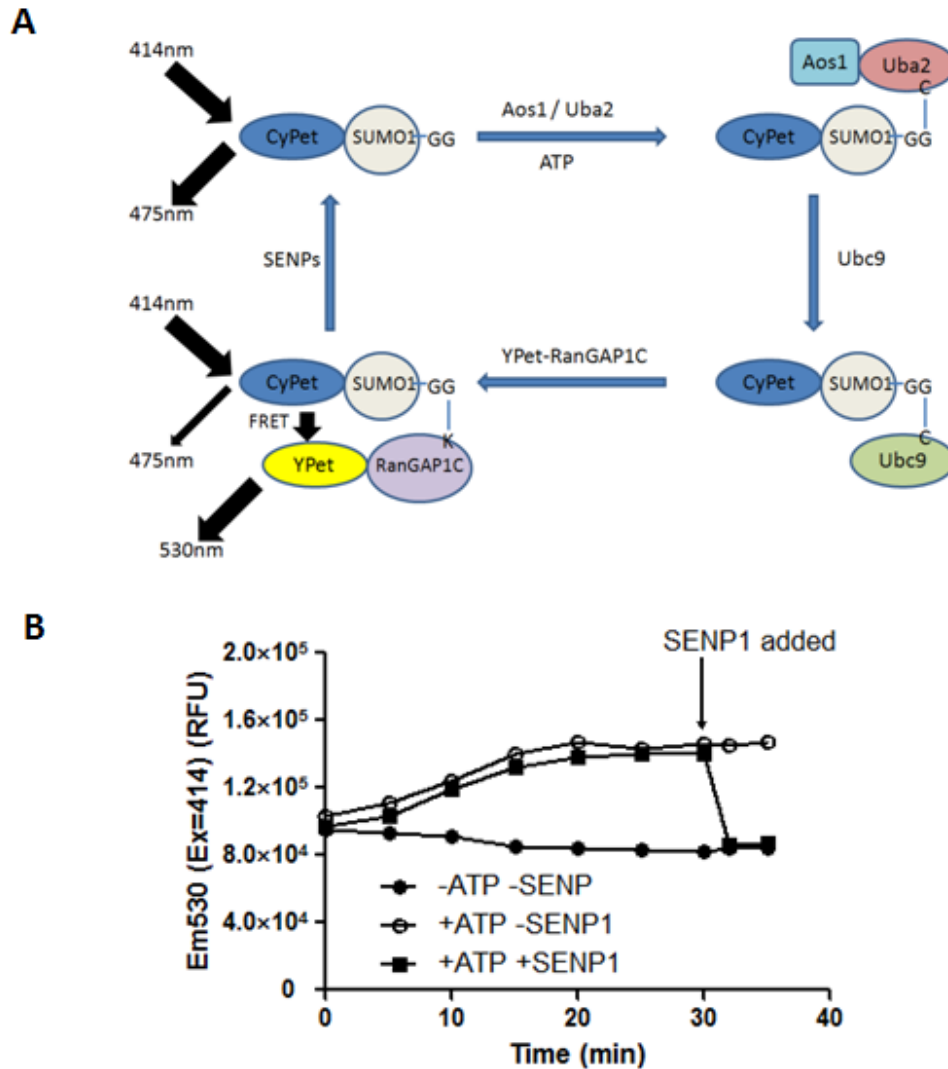 A
414nm
Aos1
Uba2
C
CyPet
SUMO1
GG
Aos1 / Uba2
ATP
CyPet
SUMO1
GG
475nm
SENPs
Ubc9
414nm
YPet-RanGAP1C
CyPet
SUMO1
GG
CyPet
SUMO1
GG
FRET
K
C
475nm
YPet
RanGAP1C
Ubc9
530nm
B
SENP1 added
Em530 (Ex=414) (RFU)
2.0×10⁵
1.6×10⁵
1.2×10⁵
8.0×10⁴
4.0×10⁴
0
-ATP -SENP
+ATP -SENP1
+ATP +SENP1
0 10 20 30 40
Time (min)